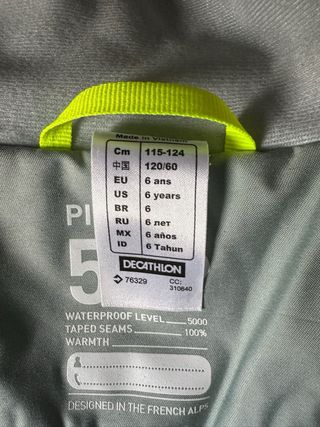 Made in Vietnam
Cm 115-124
中国 120/60
EU 6 ans
US 6 years
BR 6
RU 6 лет
MX 6 años
ID 6 Tahun
DECATHLON
76329 CC: 310640
5
WATERPROOF LEVEL 5000
TAPED SEAMS 100%
WARMTH
DESIGNED IN THE FRENCH ALPS